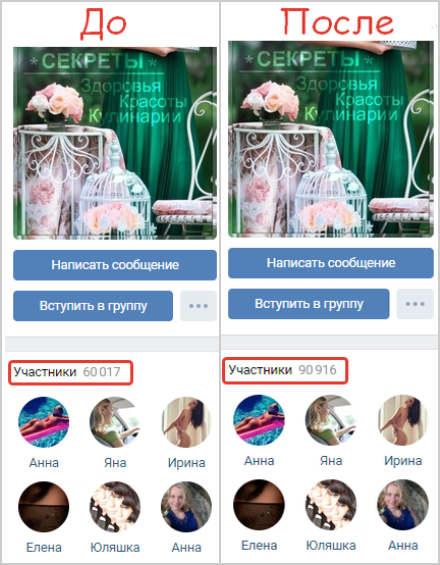 До
*СЕКРЕТЫ*
Здоровья
Красоты
Кулинарии
Написать сообщение
Вступить в группу
Участники 60 017
Анна
Яна
Ирина
Елена
Юляшка
Анна
После
*СЕКРЕТЫ*
Здоровья
Красоты
Кулинарии
Написать сообщение
Вступить в группу
Участники 90 916
Анна
Яна
Ирина
Елена
Юляшка
Анна